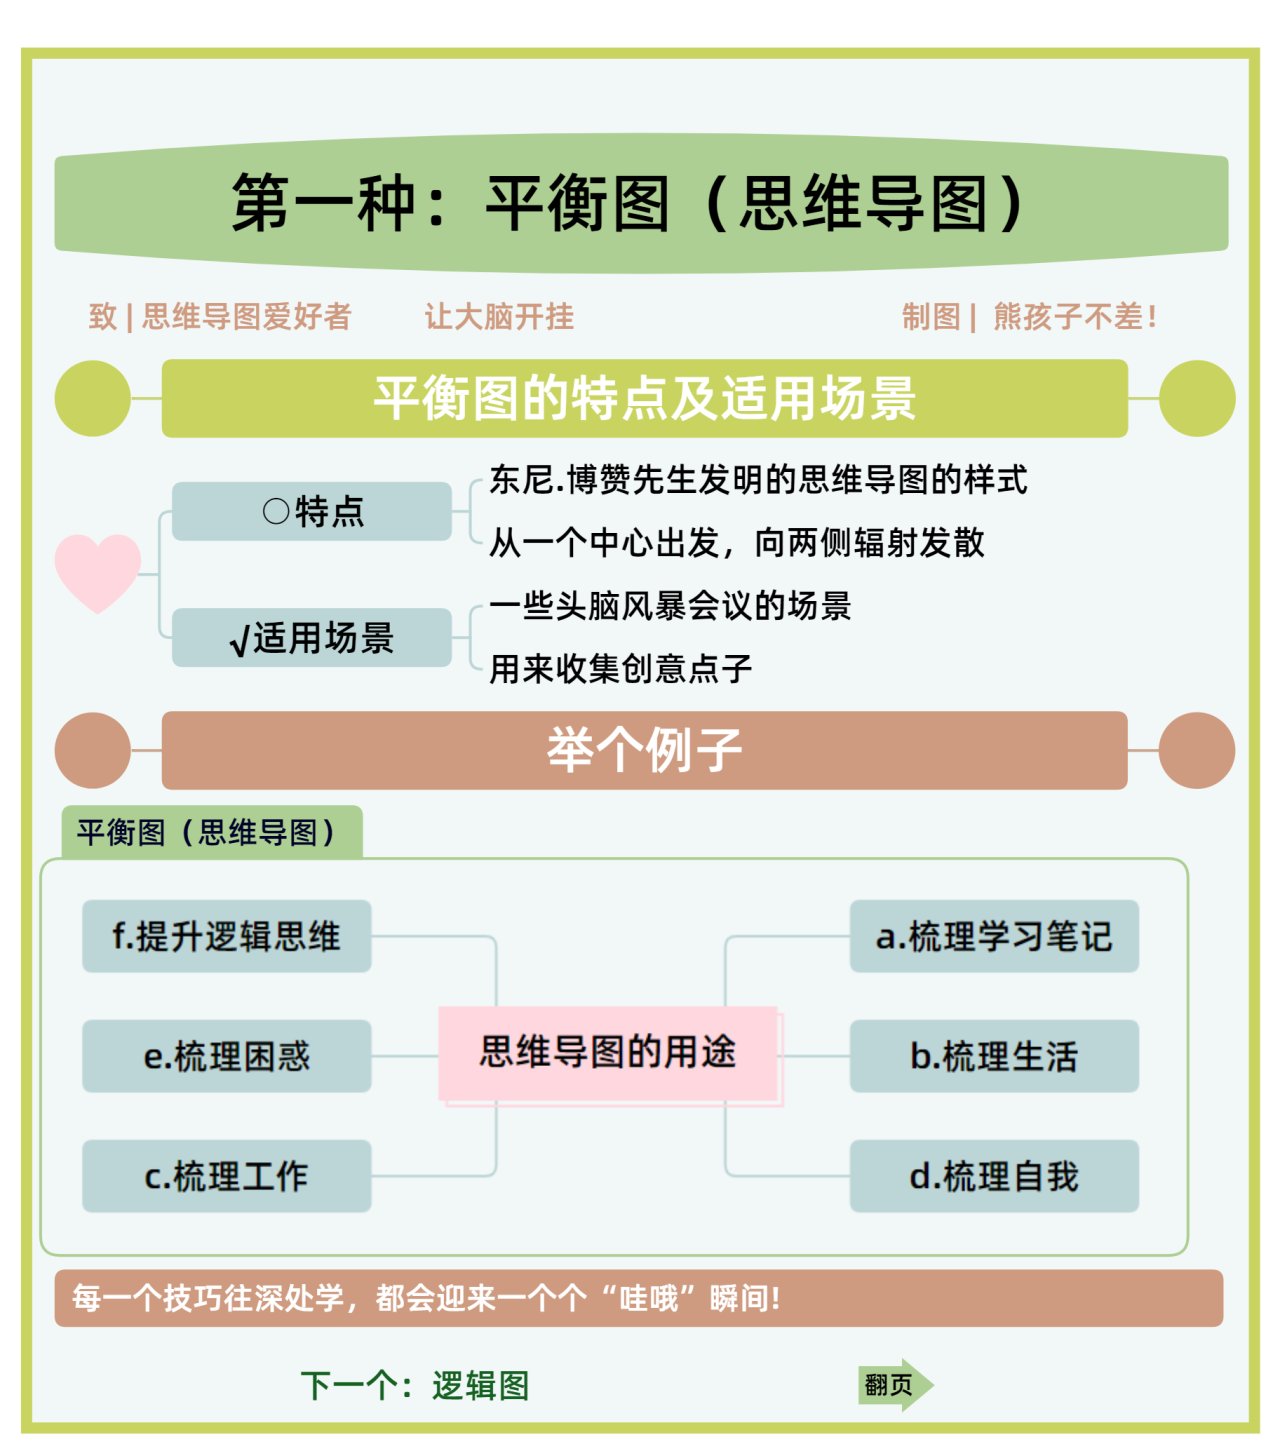 第一种：平衡图（思维导图）
致|思维导图爱好者 让大脑开挂 制图| 熊孩子不差!
平衡图的特点及适用场景
○特点
东尼.博赞先生发明的思维导图的样式
从一个中心出发，向两侧辐射发散
√适用场景
一些头脑风暴会议的场景
用来收集创意点子
举个例子
平衡图（思维导图）
f.提升逻辑思维
a.梳理学习笔记
思维导图的用途
e.梳理困惑
b.梳理生活
c.梳理工作
d.梳理自我
每一个技巧往深处学，都会迎来一个个“哇哦”瞬间!
下一个：逻辑图
翻页